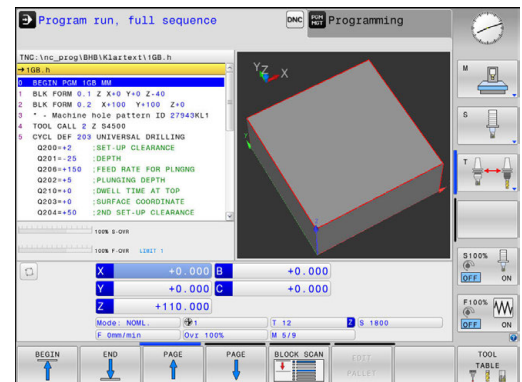 Program run, full sequence
DNC PGM MGT Programming
TNC:\nc_prog\BHB\Klartext\1GB.h
→1GB.h
0 BEGIN PGM 1GB MM
1 BLK FORM 0.1 Z X+0 Y+0 Z-40
2 BLK FORM 0.2 X+100 Y+100 Z+0
3 * - Machine hole pattern ID 27943KL1
4 TOOL CALL 2 Z S4500
5 CYCL DEF 203 UNIVERSAL DRILLING
Q200=+2 ;SET-UP CLEARANCE
Q201=-25 ;DEPTH
Q206=+150 ;FEED RATE FOR PLNGNG
Q202=+5 ;PLUNGING DEPTH
Q210=+0 ;DWELL TIME AT TOP
Q203=+0 ;SURFACE COORDINATE
Q204=+50 ;2ND SET-UP CLEARANCE
Y Z X
100% S-OVR
100% F-OVR LIMIT 1
X +0.000 B +0.000
Y +0.000 C +0.000
Z +110.000
Mode: NOML. 1 T 12 Z S 1800
F 0mm/min Ovr 100% M 5/9
BEGIN
END
PAGE
PAGE
BLOCK SCAN
EDIT PALLET
TOOL TABLE
M
S
T
S100%
OFF ON
F100%
OFF ON